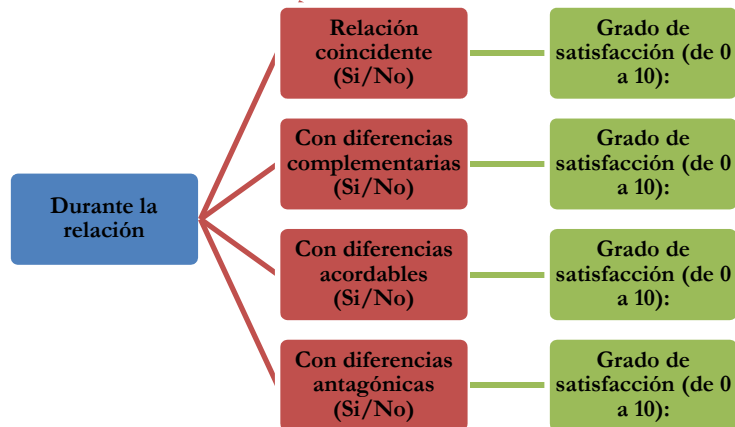 Relación
coincidente
(Si/No)
Grado de
satisfacción (de 0
a 10):
Con diferencias
complementarias
(Si/No)
Grado de
satisfacción (de 0
a 10):
Durante la
relación
Con diferencias
acordables
(Si/No)
Grado de
satisfacción (de 0
a 10):
Con diferencias
antagónicas
(Si/No)
Grado de
satisfacción (de 0
a 10):